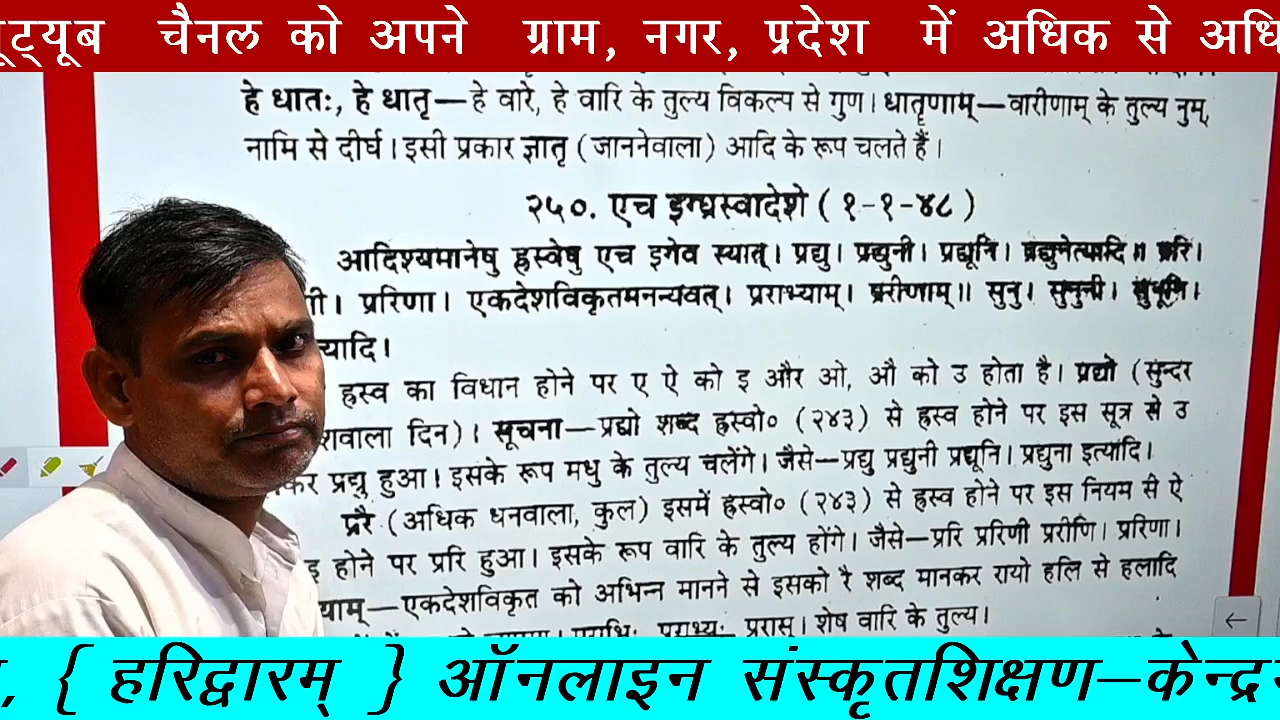 चैनल को अपने ग्राम, नगर, प्रदेश में अधिक से
हे धातः, हे धातृ—हे वारे, हे वारि के तुल्य विकल्प से गुण। धातृणाम्—वारीणाम् के तुल्य नुम्,
नामि से दीर्घ। इसी प्रकार ज्ञातृ (जाननेवाला) आदि के रूप चलते हैं।
२५०. एच इग्घ्रस्वादेशे (१-१-४८)
आदिश्यमानेषु ह्रस्वेषु एच इगेव स्यात्। प्रद्यु। प्रद्युनी। प्रद्यूनि। प्रद्युनेत्यादि॥ प्ररि।
प्ररिणा। एकदेशविकृतमनन्यवत्। प्रराभ्याम्। प्ररीणाम्॥ सुनु। सुनुनी। सुनूनि।
त्यादि।
ह्रस्व का विधान होने पर ए ऐ को इ और ओ, औ को उ होता है। प्रद्यो (सुन्दर
दिन)। सूचना—प्रद्यो शब्द ह्रस्वो० (२४३) से ह्रस्व होने पर इस सूत्र से उ
प्रद्यु हुआ। इसके रूप मधु के तुल्य चलेंगे। जैसे—प्रद्यु प्रद्युनी प्रद्यूनि। प्रद्युना इत्यादि।
प्ररै (अधिक धनवाला, कुल) इसमें ह्रस्वो० (२४३) से ह्रस्व होने पर इस नियम से ऐ
इ होने पर प्ररि हुआ। इसके रूप वारि के तुल्य होंगे। जैसे—प्ररि प्ररिणी प्ररीणि। प्ररिणा।
याम्—एकदेशविकृत को अभिन्न मानने से इसको रै शब्द मानकर रायो हलि से हलादि
प्ररासु। शेष वारि के तुल्य।
{ हरिद्वारम् } ऑनलाइन संस्कृतशिक्षण—केन्द्र